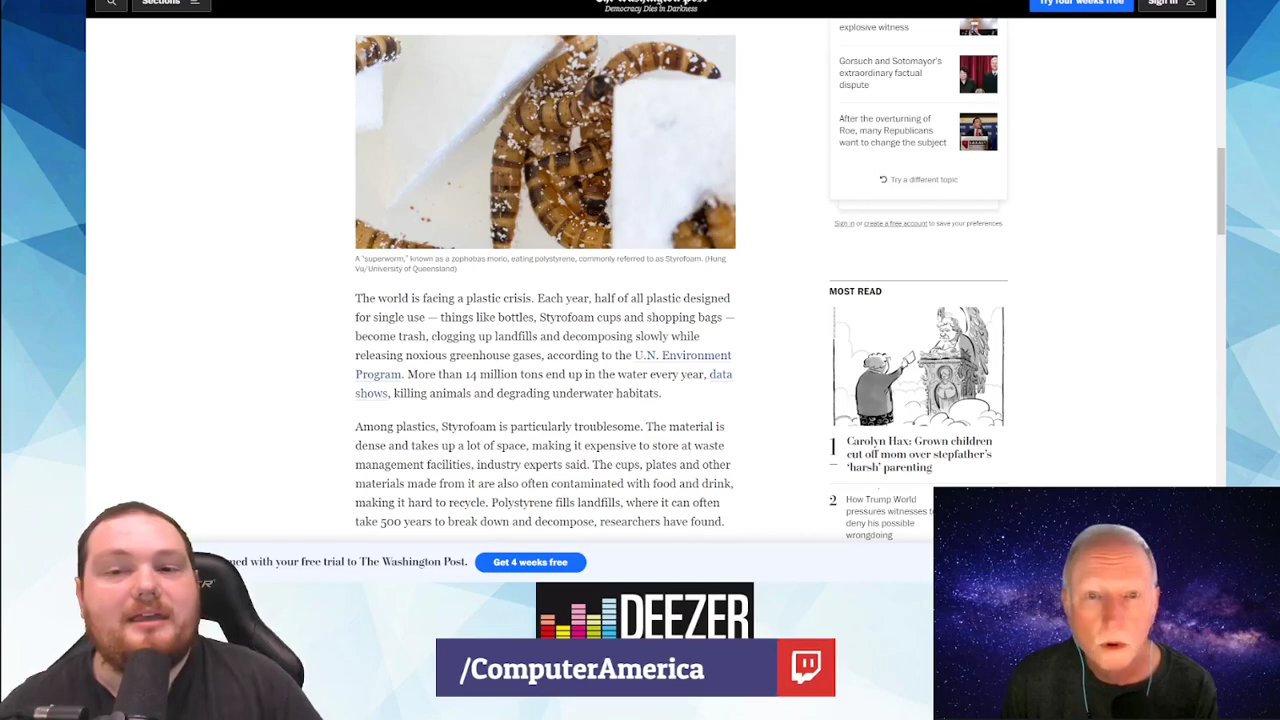 Sections
Democracy Dies in Darkness
Try four weeks free
Sign in
A "superworm," known as a zophobas morio, eating polystyrene, commonly referred to as Styrofoam. (Hung
Vu/University of Queensland)
The world is facing a plastic crisis. Each year, half of all plastic designed
for single use — things like bottles, Styrofoam cups and shopping bags —
become trash, clogging up landfills and decomposing slowly while
releasing noxious greenhouse gases, according to the U.N. Environment
Program. More than 14 million tons end up in the water every year, data
shows, killing animals and degrading underwater habitats.
Among plastics, Styrofoam is particularly troublesome. The material is
dense and takes up a lot of space, making it expensive to store at waste
management facilities, industry experts said. The cups, plates and other
materials made from it are also often contaminated with food and drink,
making it hard to recycle. Polystyrene fills landfills, where it can often
take 500 years to break down and decompose, researchers have found.
explosive witness
Gorsuch and Sotomayor's
extraordinary factual
dispute
After the overturning of
Roe, many Republicans
want to change the subject
Try a different topic
Sign in or create a free account to save your preferences
MOST READ
1
Carolyn Hax: Grown children
cut off mom over stepfather's
'harsh' parenting
2
How Trump World
pressures witnesses to
deny his possible
wrongdoing
with your free trial to The Washington Post.
Get 4 weeks free
DEEZER
/ComputerAmerica